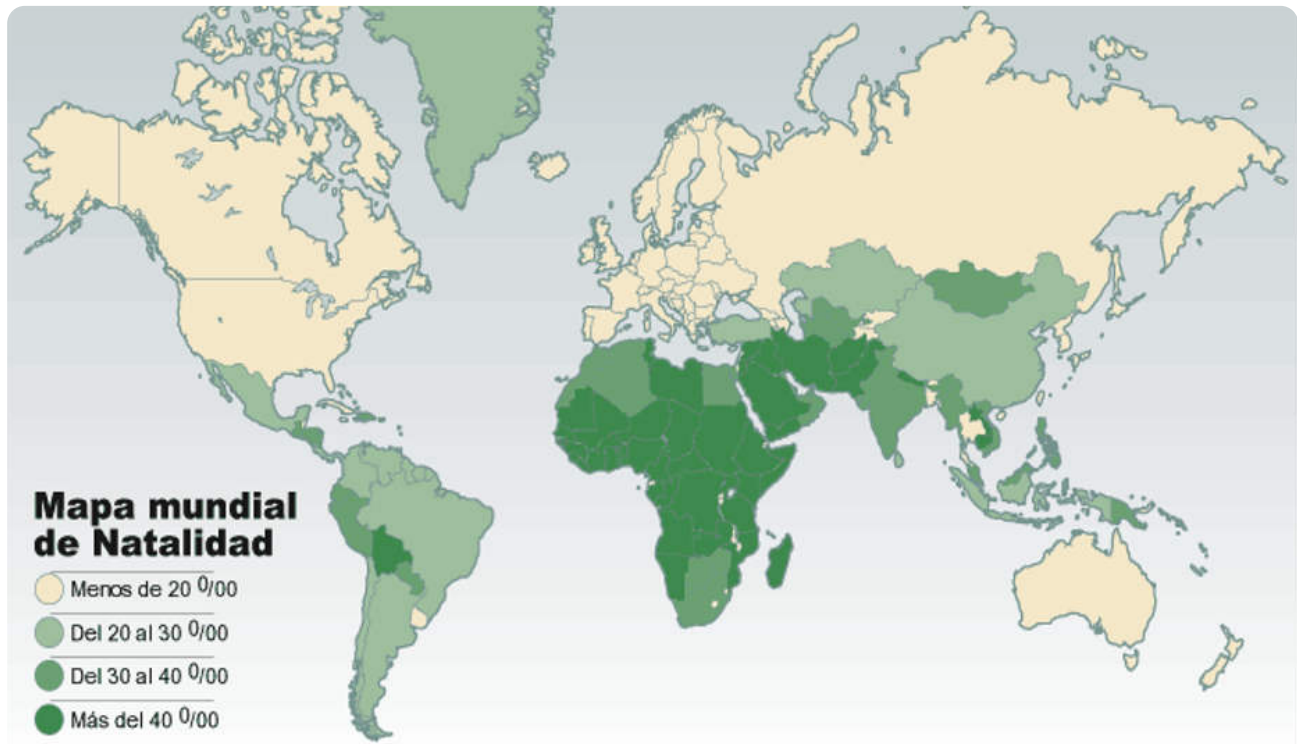 Mapa mundial
de Natalidad
Menos de 20 0/00
Del 20 al 30 0/00
Del 30 al 40 0/00
Más del 40 0/00